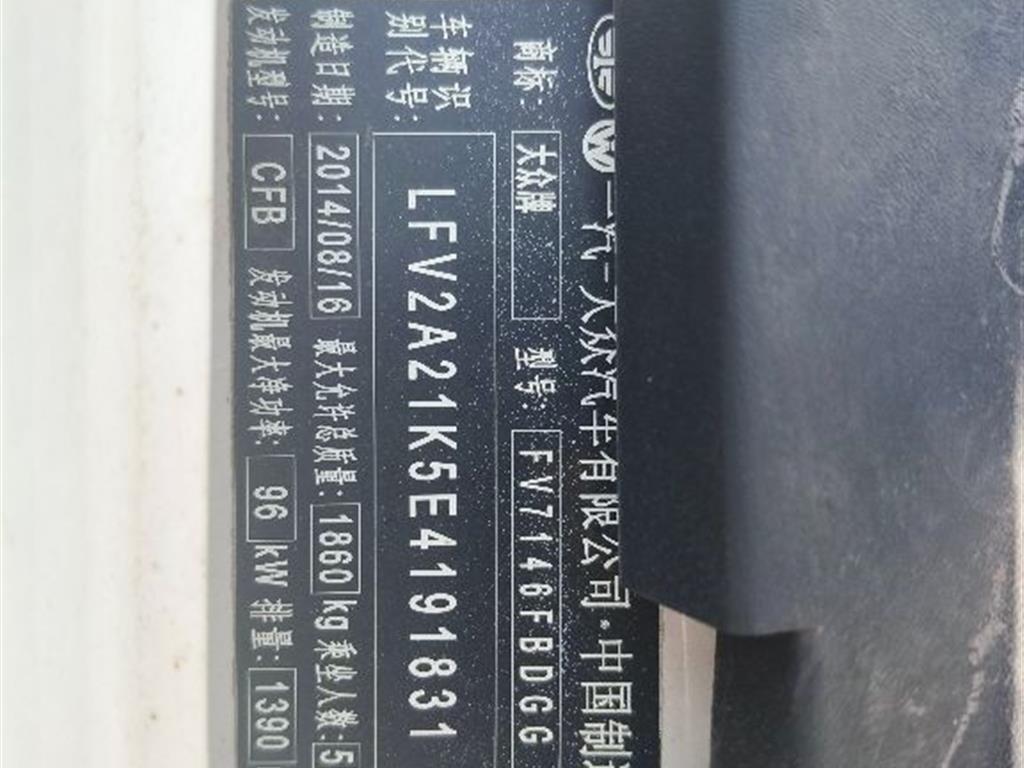 一汽-大众汽车有限公司·中国制
商标: 大众牌 型号: FV7146FBDGG
车辆识别代号: LFV2A21K5E4191831
制造日期: 2014/08/16 最大允许总质量: 1860 kg 乘坐人数: 5
发动机型号: CFB 发动机最大净功率: 96 kW 排量: 1390